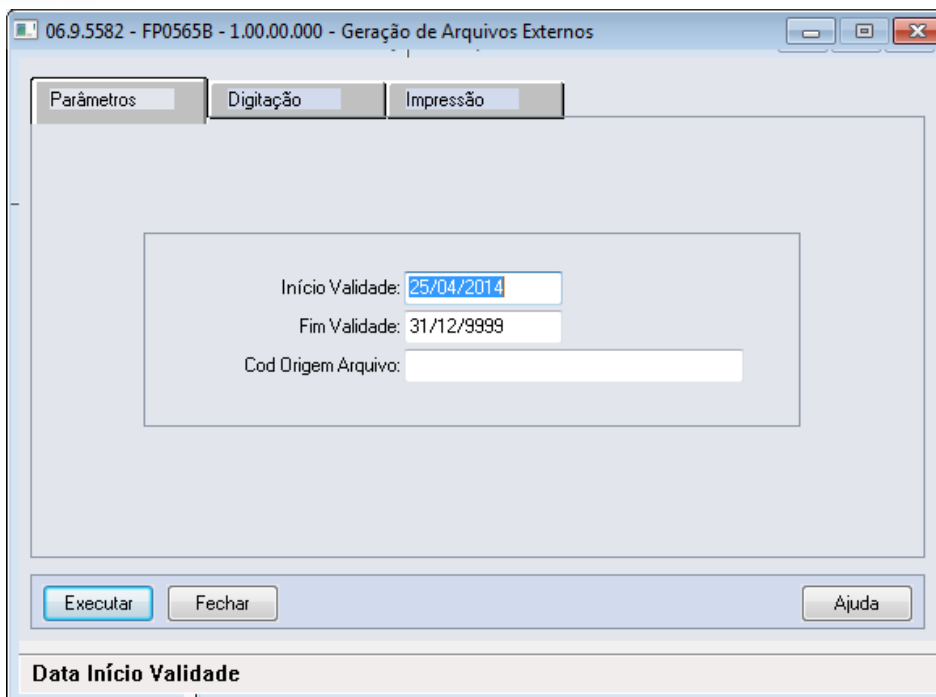 06.9.5582 - FP0565B - 1.00.00.000 - Geração de Arquivos Externos
Parâmetros Digitação Impressão
Início Validade: 25/04/2014
Fim Validade: 31/12/9999
Cod Origem Arquivo:
Executar Fechar Ajuda
Data Início Validade